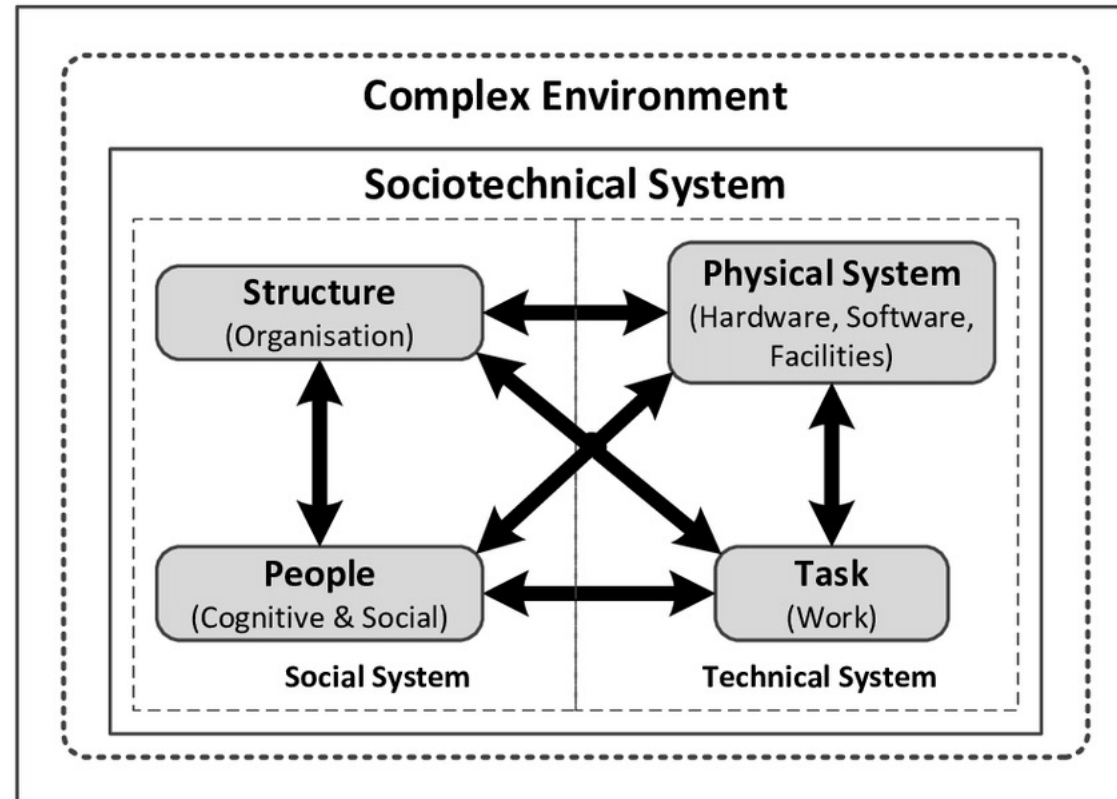 Complex Environment
Sociotechnical System
Structure
(Organisation)
Physical System
(Hardware, Software,
Facilities)
People
(Cognitive & Social)
Task
(Work)
Social System
Technical System